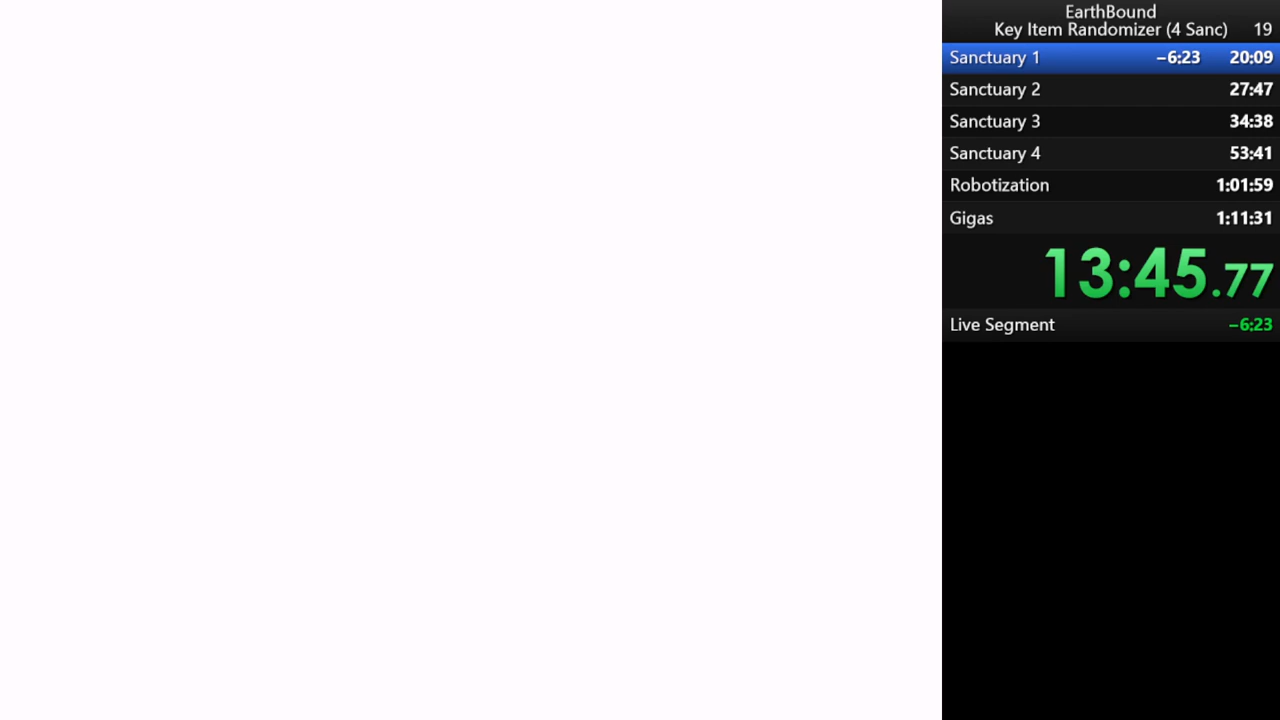 EarthBound
Key Item Randomizer (4 Sanc) 19
Sanctuary 1 −6:23 20:09
Sanctuary 2 27:47
Sanctuary 3 34:38
Sanctuary 4 53:41
Robotization 1:01:59
Gigas 1:11:31
13:45.77
Live Segment −6:23